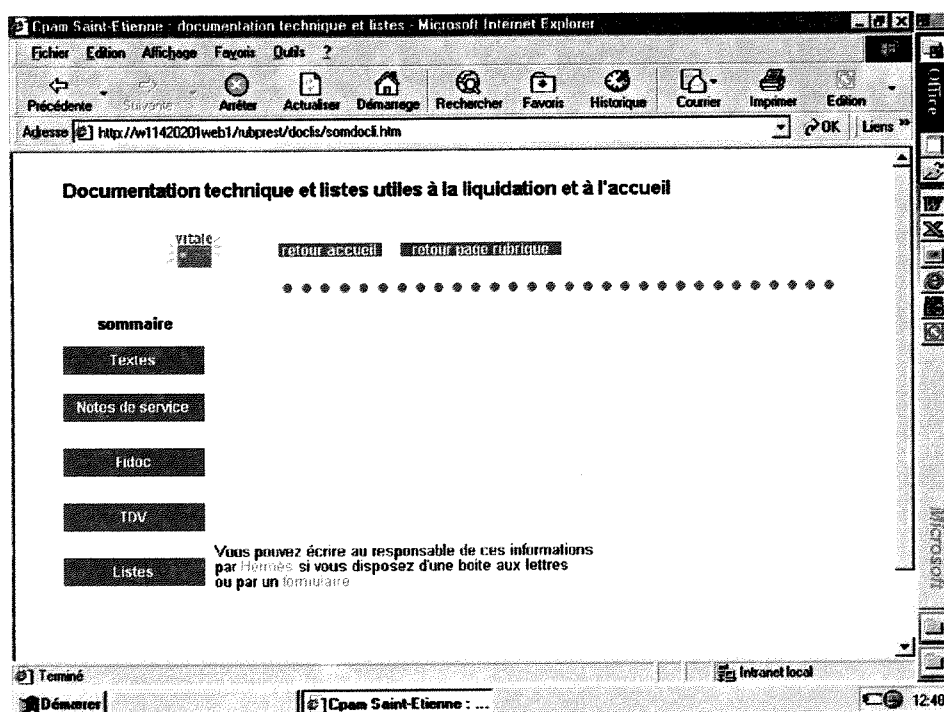 Cpam Saint-Etienne : documentation technique et listes - Microsoft Internet Explorer
Fichier Edition Affichage Favoris Outils ?
Précédente Suivante Arrêter Actualiser Démarrage Rechercher Favoris Historique Courrier Imprimer Edition
Adresse http://w11420201web1/rubprest/doclis/somdocli.htm OK Liens »
Office
Documentation technique et listes utiles à la liquidation et à l'accueil
vitale
retour accueil retour page rubrique
sommaire
Textes
Notes de service
Fidoc
TDV
Listes
Vous pouvez écrire au responsable de ces informations
par Hermès si vous disposez d'une boite aux lettres
ou par un formulaire
Microsoft
Terminé Intranet local
Démarrer Cpam Saint-Etienne : ... 12:48